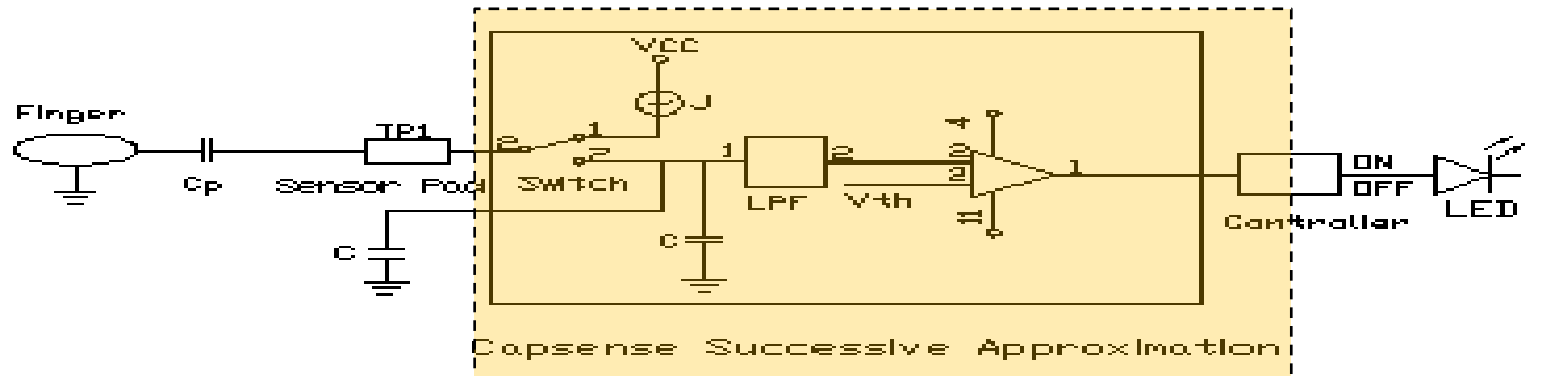 VCC
Finger
J
TP1
2
1
2
4
1
2
2
3
1
ON
OFF
Cp
Sensor Pad
Switch
LPF
Vth
11
LED
Controller
C
C
Capsense Successive Approximation